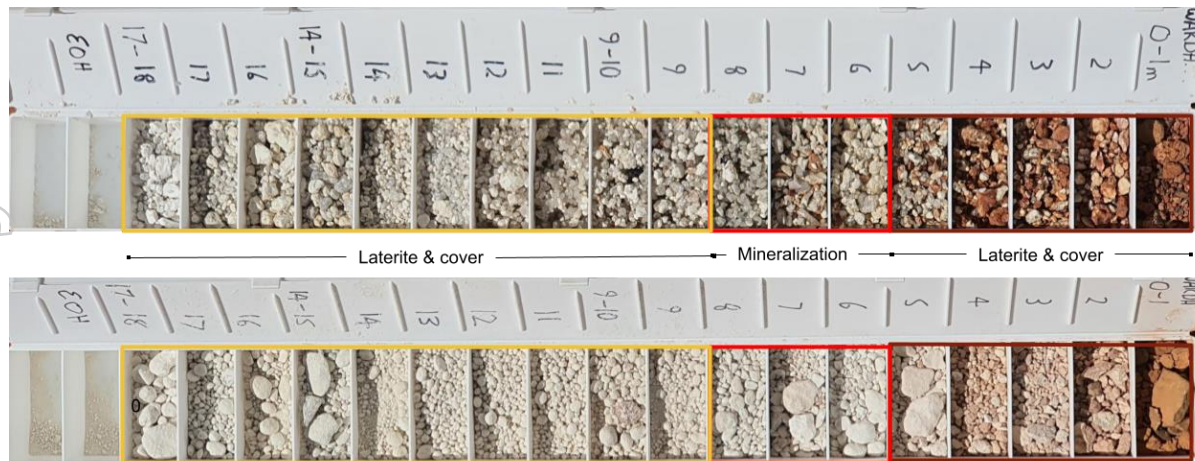 EOH 17-18 17 16 14-15 14 13 12 11 9-10 9 8 7 6 5 4 3 2 0-1m WAKDH...
Laterite & cover Mineralization Laterite & cover
EOH 17-18 17 16 14-15 14 13 12 11 9-10 9 8 7 6 5 4 3 2 0-1 WAKDH